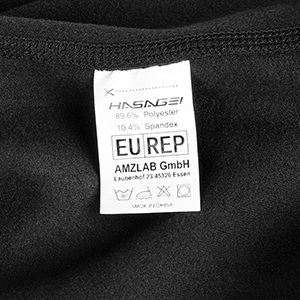 HASAGEI
89.6% Polyester
10.4% Spandex
EU REP
AMZLAB GmbH
Laubenhof 23.45326 Essen
MADE IN CHINA